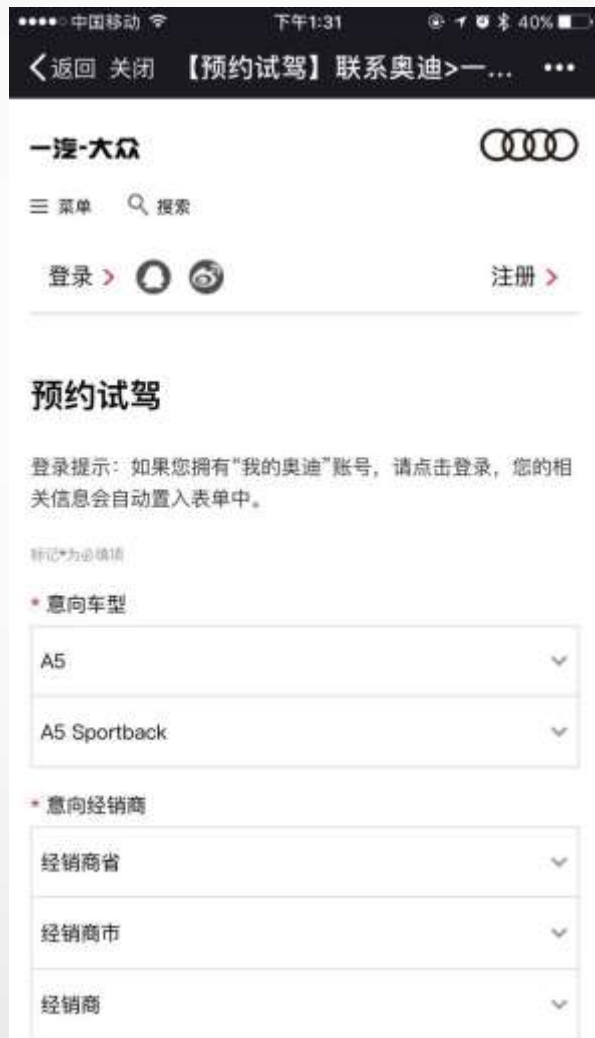 中国移动 下午1:31 40%
返回 关闭 【预约试驾】联系奥迪>一... •••
一汽-大众
菜单 搜索
登录 > 注册 >
预约试驾
登录提示：如果您拥有“我的奥迪”账号，请点击登录，您的相
关信息会自动置入表单中。
标记*为必填项
* 意向车型
A5
A5 Sportback
* 意向经销商
经销商省
经销商市
经销商